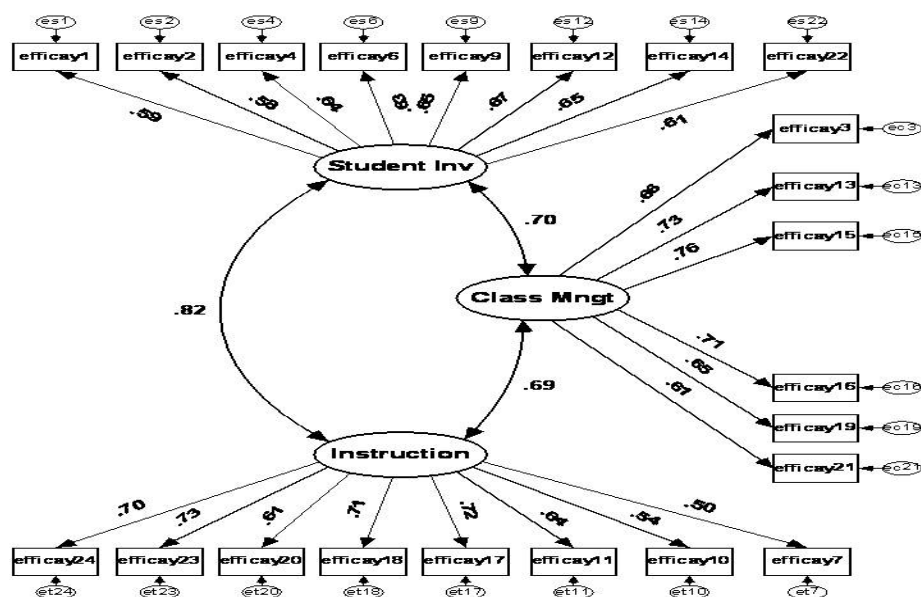 es1 es2 es4 es6 es9 es12 es14 es22
efficay1 efficay2 efficay4 efficay6 efficay9 efficay12 efficay14 efficay22
.59 .58 .64 .63 .65 .67 .65 .61
Student Inv
efficay3 ec3
.66
efficay13 ec13
.73
efficay15 ec15
.76
.70
Class Mngt
.82
.71
efficay16 ec16
.65
efficay19 ec19
efficay21 ec21
.69
Instruction
.70 .73 .61 .71 .72 .64 .54 .50
efficay24 efficay23 efficay20 efficay18 efficay17 efficay11 efficay10 efficay7
et24 et23 et20 et18 et17 et11 et10 et7